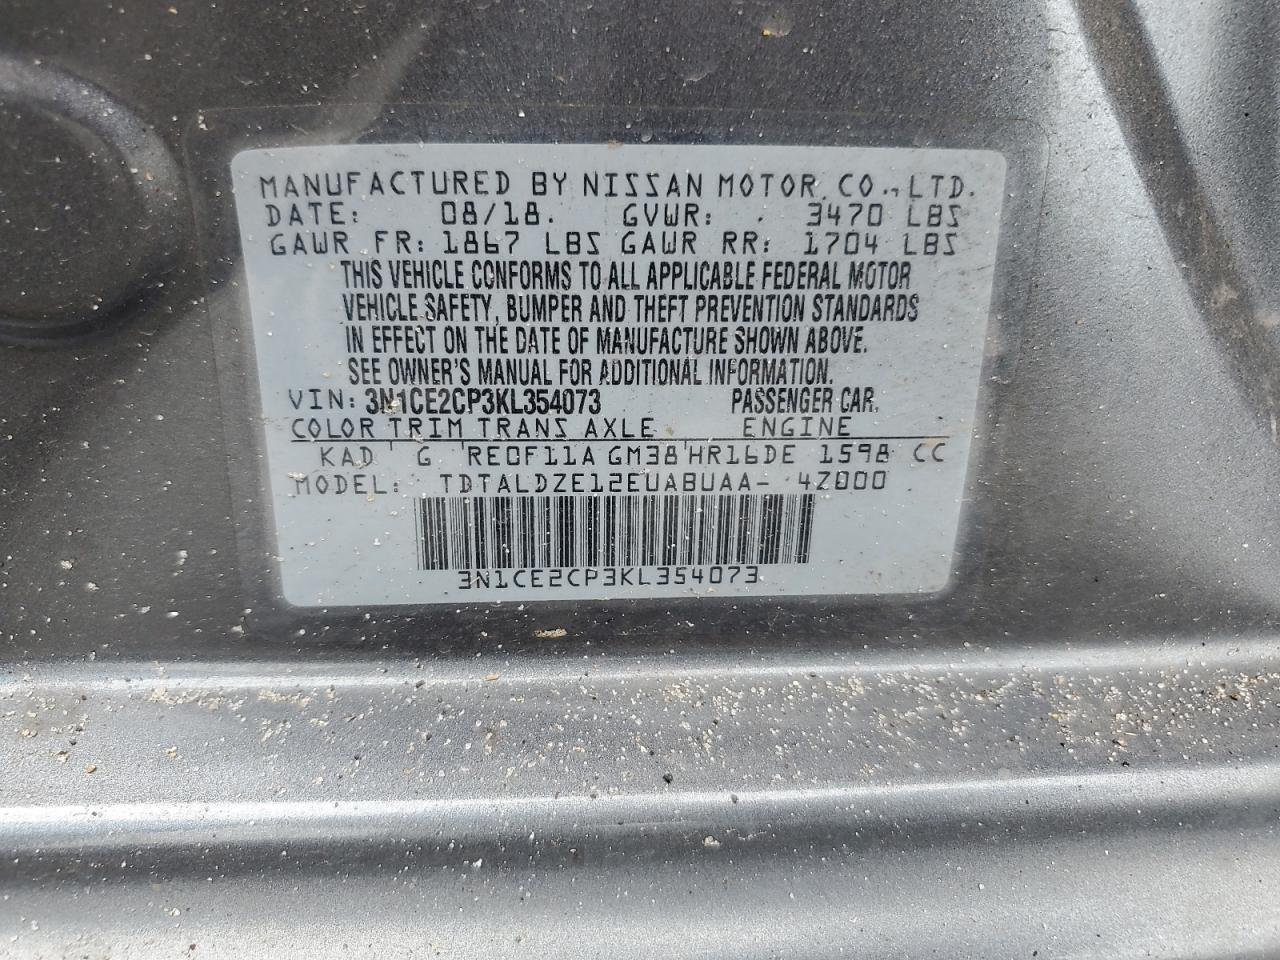 MANUFACTURED BY NISSAN MOTOR CO., LTD.
DATE: 08/18. GVWR: 3470 LBS
GAWR FR: 1867 LBS GAWR RR: 1704 LBS
THIS VEHICLE CONFORMS TO ALL APPLICABLE FEDERAL MOTOR
VEHICLE SAFETY, BUMPER AND THEFT PREVENTION STANDARDS
IN EFFECT ON THE DATE OF MANUFACTURE SHOWN ABOVE.
SEE OWNER'S MANUAL FOR ADDITIONAL INFORMATION.
VIN: 3N1CE2CP3KL354073 PASSENGER CAR.
COLOR TRIM TRANS AXLE ENGINE
KAD G RE0F11A GM38 HR16DE 1598 CC
MODEL: TDTALDZE12EUABUAA- 4Z000
3N1CE2CP3KL354073